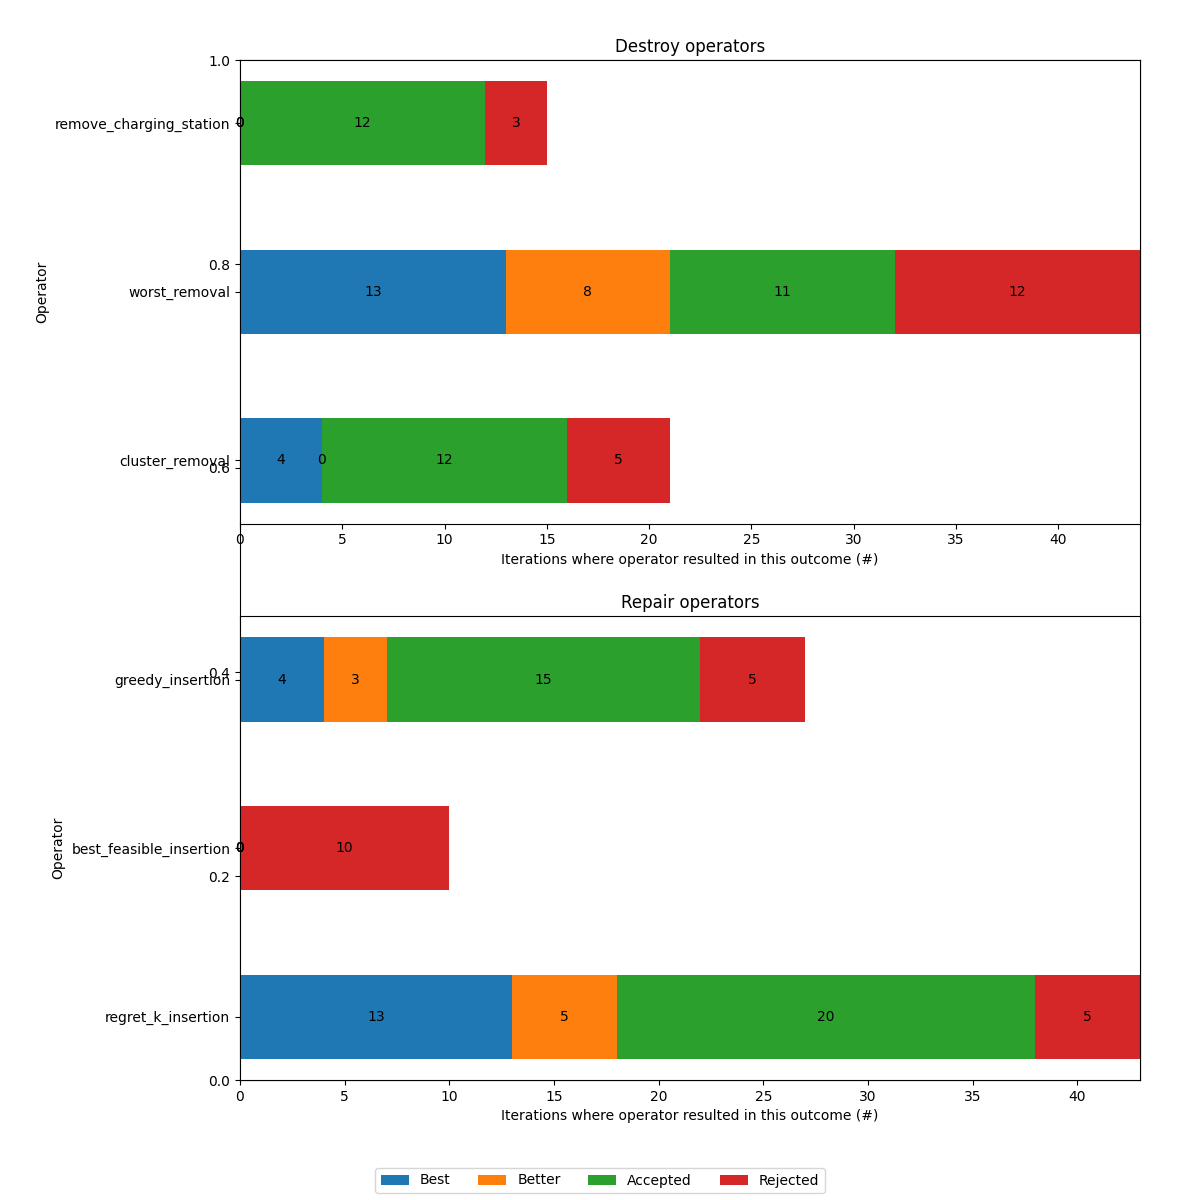 Destroy operators
1.0
remove_charging_station
0
0
12
3
0.8
worst_removal
13
8
11
12
Operator
cluster_removal
0.6
4
0
12
5
0 5 10 15 20 25 30 35 40
Iterations where operator resulted in this outcome (#)
Repair operators
0.4
greedy_insertion
4
3
15
5
best_feasible_insertion
0
0
10
Operator
0.2
regret_k_insertion
13
5
20
5
0.0
0 5 10 15 20 25 30 35 40
Iterations where operator resulted in this outcome (#)
Best Better Accepted Rejected